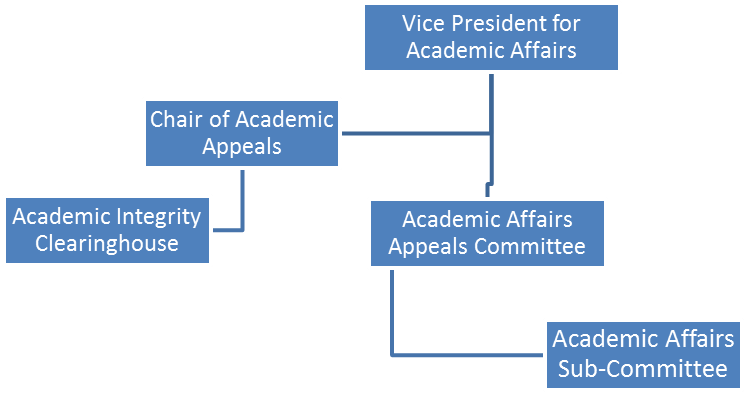 Vice President for
Academic Affairs
Chair of Academic
Appeals
Academic Integrity
Clearinghouse
Academic Affairs
Appeals Committee
Academic Affairs
Sub-Committee